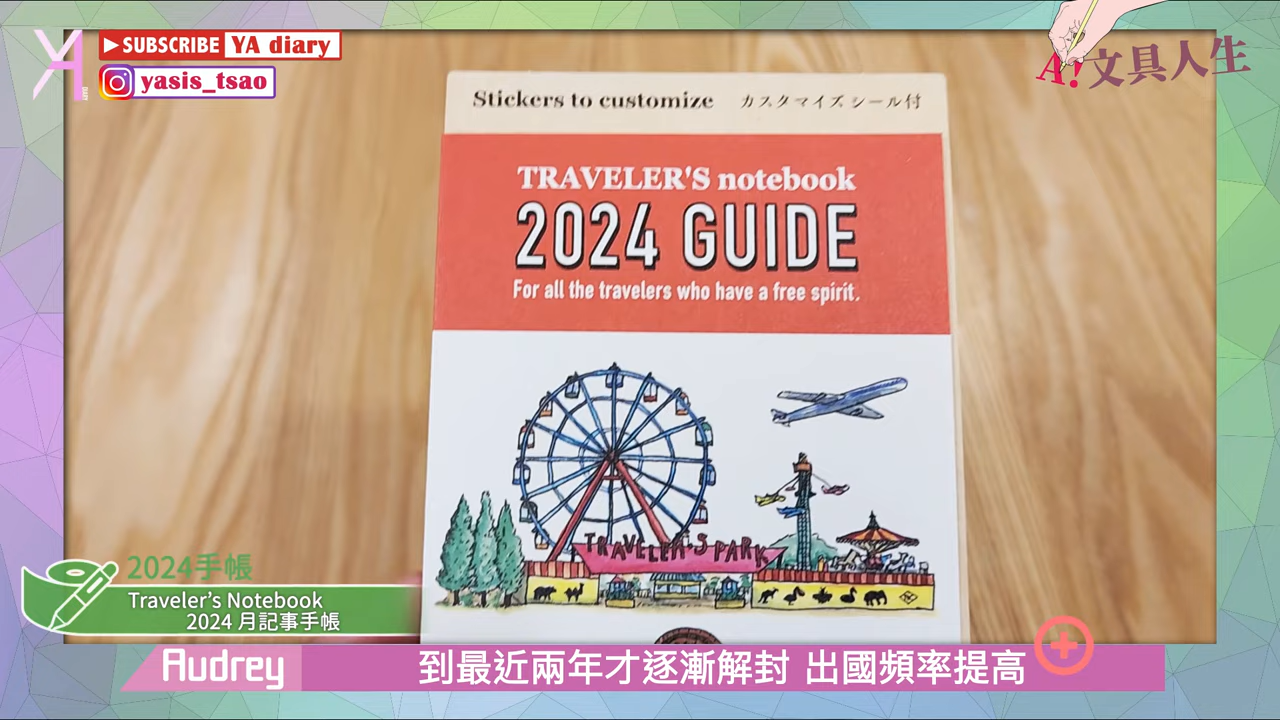 YA
DIARY
SUBSCRIBE YA diary
yasis_tsao
A!文具人生
Stickers to customize カスタマイズ シール付
TRAVELER'S notebook
2024 GUIDE
For all the travelers who have a free spirit.
TRAVELER'S PARK
2024手帳
Traveler's Notebook
2024 月記事手帳
Audrey
到最近兩年才逐漸解封 出國頻率提高